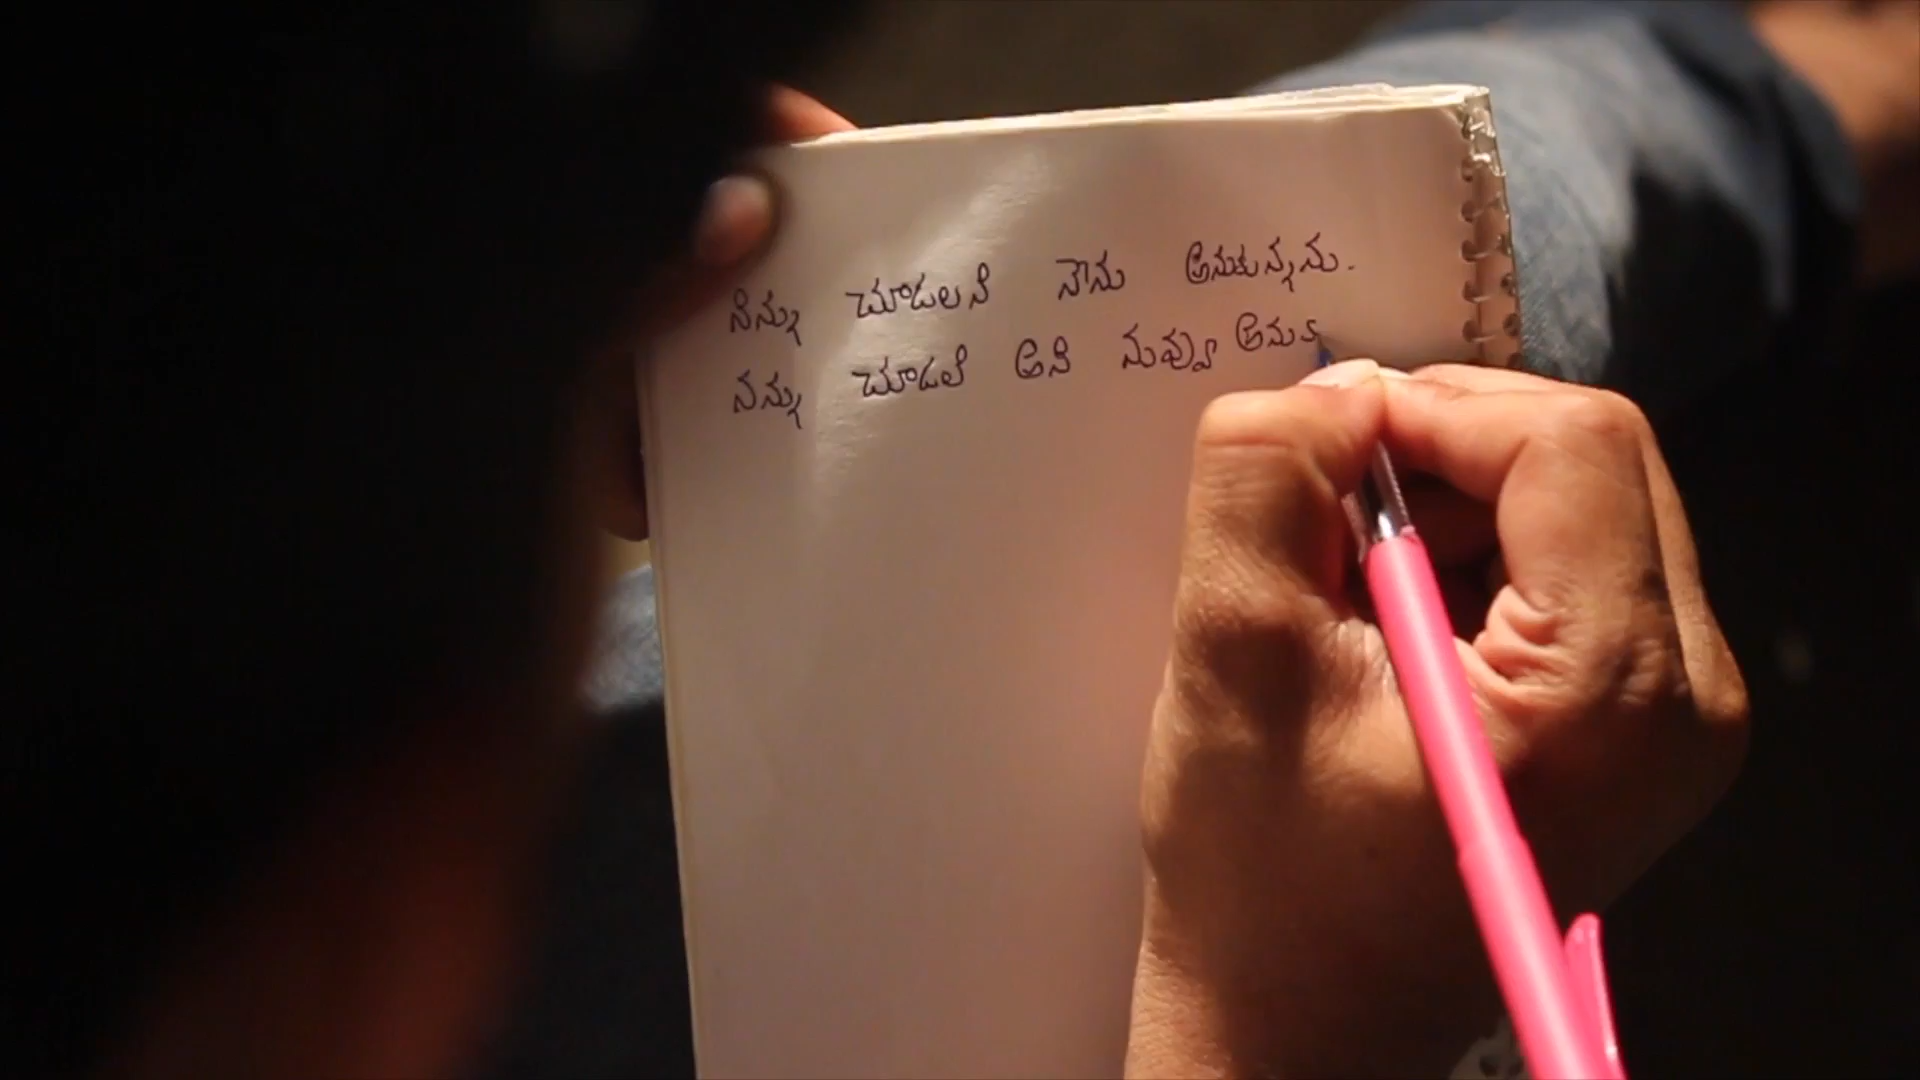 నిన్ను చూడలని నౌను అనుకున్నను.
నన్ను చూడలి అని నువ్వు అను